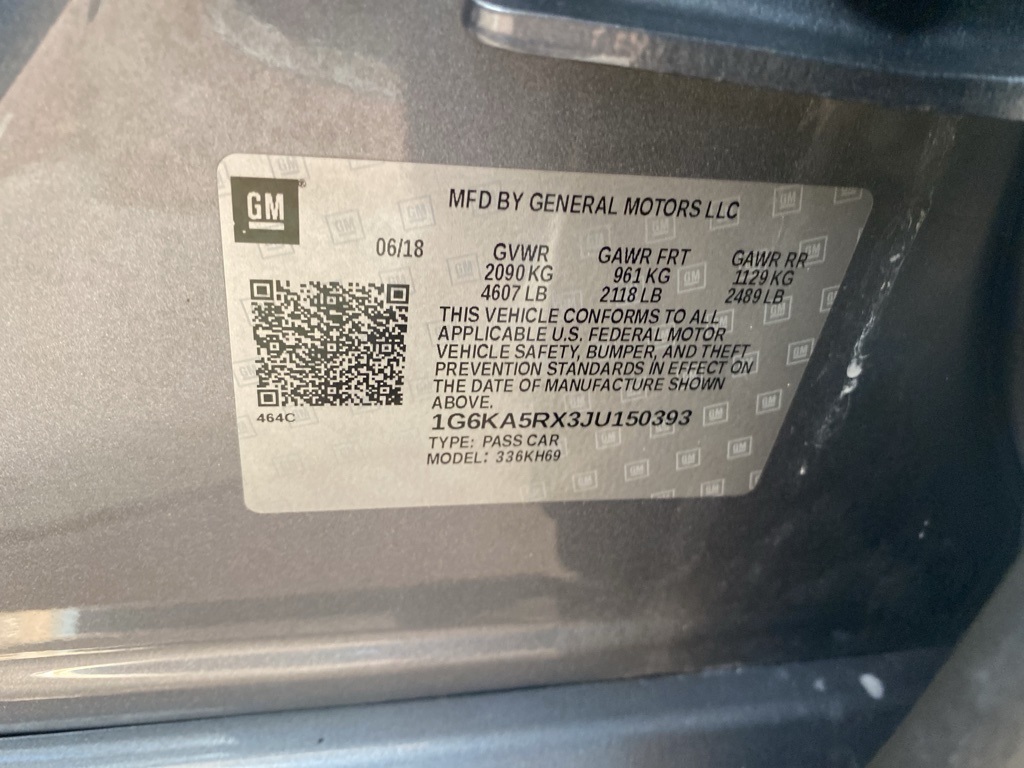 GM
MFD BY GENERAL MOTORS LLC
06/18 GVWR GAWR FRT GAWR RR
2090 KG 961 KG 1129 KG
4607 LB 2118 LB 2489 LB
THIS VEHICLE CONFORMS TO ALL
APPLICABLE U.S. FEDERAL MOTOR
VEHICLE SAFETY, BUMPER, AND THEFT
PREVENTION STANDARDS IN EFFECT ON
THE DATE OF MANUFACTURE SHOWN
ABOVE.
464C
1G6KA5RX3JU150393
TYPE: PASS CAR
MODEL: 336KH69